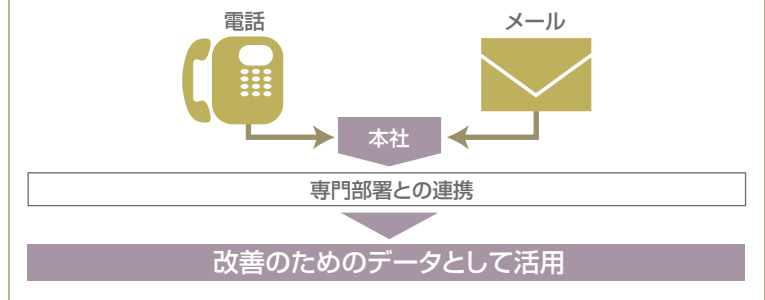 電話
メール
本社
専門部署との連携
改善のためのデータとして活用